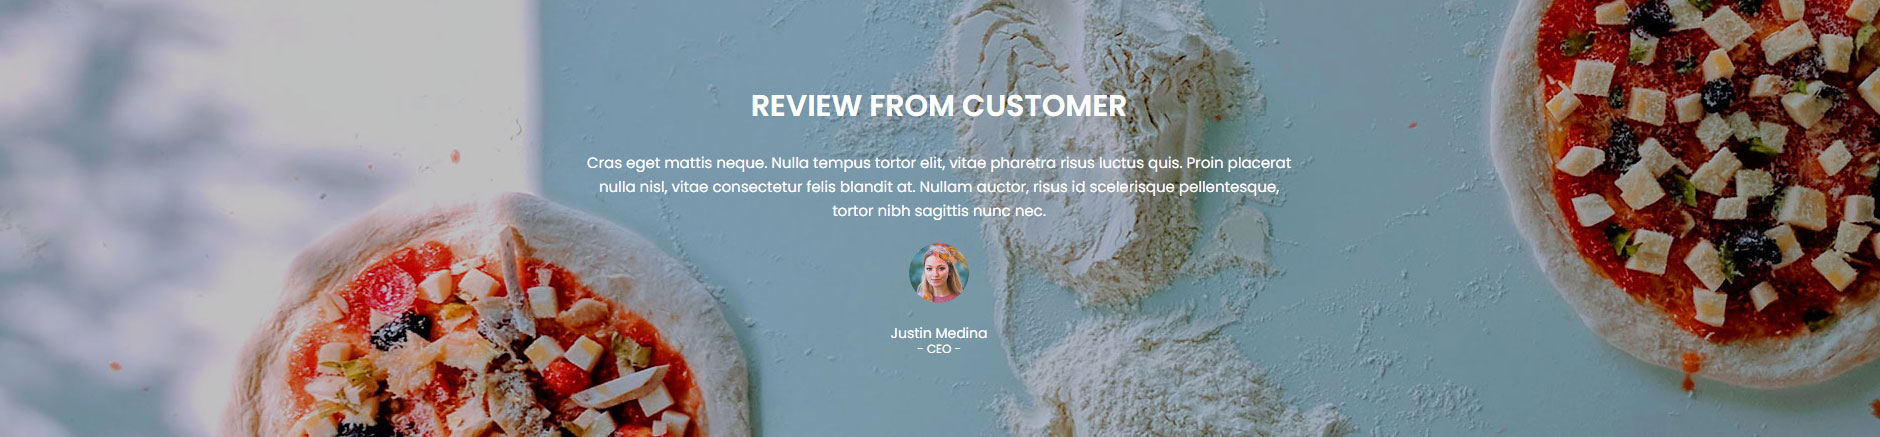 REVIEW FROM CUSTOMER
Cras eget mattis neque. Nulla tempus tortor elit, vitae pharetra risus luctus quis. Proin placerat
nulla nisl, vitae consectetur felis blandit at. Nullam auctor, risus id scelerisque pellentesque,
tortor nibh sagittis nunc nec.
Justin Medina
- CEO -